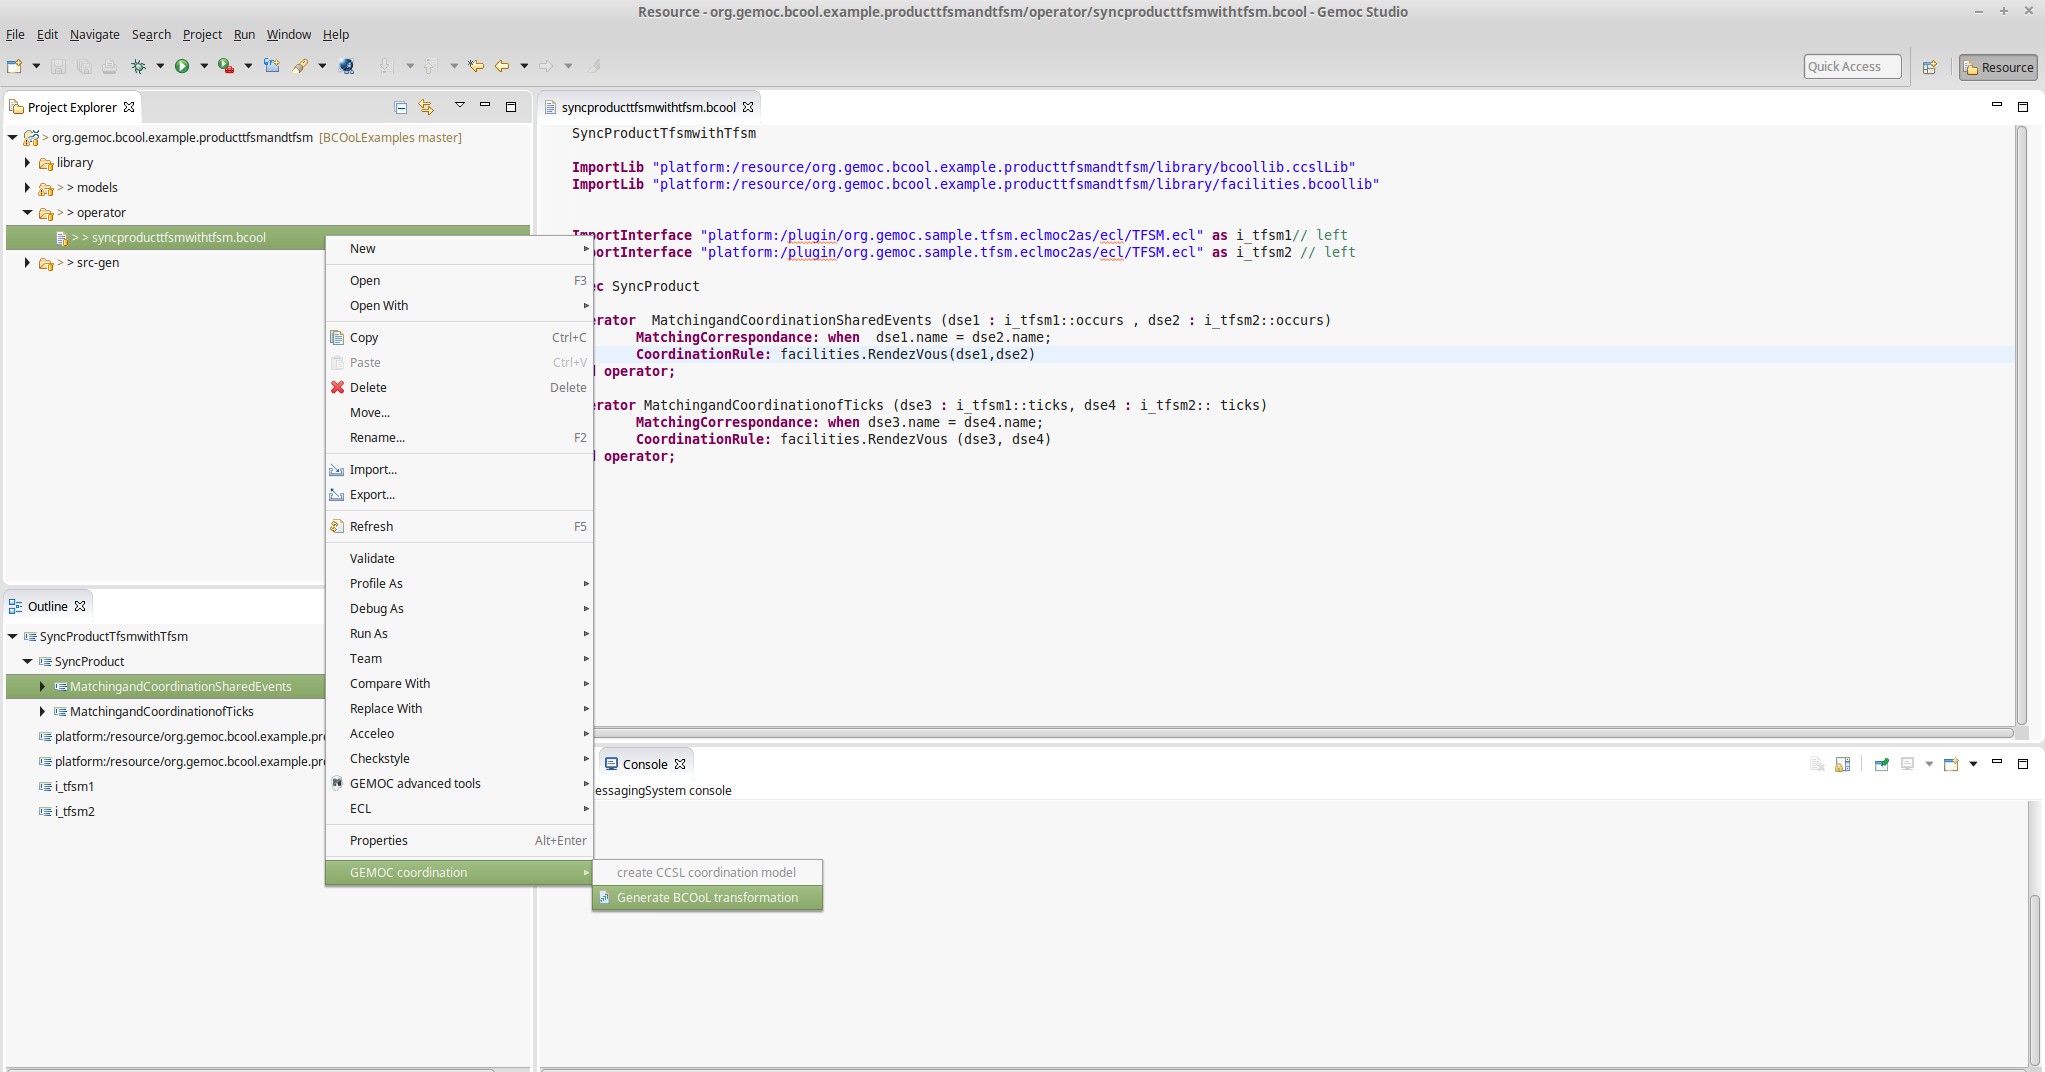 Resource - org.gemoc.bcool.example.producttfsmandtfsm/operator/syncproducttfsmwithtfsm.bcool - Gemoc Studio
File Edit Navigate Search Project Run Window Help
Quick Access
Resource
Project Explorer
> org.gemoc.bcool.example.producttfsmandtfsm [BCOoLExamples master]
library
> > models
> > operator
> > syncproducttfsmwithtfsm.bcool
> > src-gen
Outline
SyncProductTfsmwithTfsm
SyncProduct
MatchingandCoordinationSharedEvents
MatchingandCoordinationofTicks
platform:/resource/org.gemoc.bcool.example.pr
platform:/resource/org.gemoc.bcool.example.pr
i_tfsm1
i_tfsm2
New
Open F3
Open With
Copy Ctrl+C
Paste Ctrl+V
Delete Delete
Move...
Rename... F2
Import...
Export...
Refresh F5
Validate
Profile As
Debug As
Run As
Team
Compare With
Replace With
Acceleo
Checkstyle
GEMOC advanced tools
ECL
Properties Alt+Enter
GEMOC coordination
create CCSL coordination model
Generate BCOoL transformation
syncproducttfsmwithtfsm.bcool
SyncProductTfsmwithTfsm
ImportLib "platform:/resource/org.gemoc.bcool.example.producttfsmandtfsm/library/bcoollib.ccslLib"
ImportLib "platform:/resource/org.gemoc.bcool.example.producttfsmandtfsm/library/facilities.bcoollib"
ImportInterface "platform:/plugin/org.gemoc.sample.tfsm.eclmoc2as/ecl/TFSM.ecl" as i_tfsm1// left
portInterface "platform:/plugin/org.gemoc.sample.tfsm.eclmoc2as/ecl/TFSM.ecl" as i_tfsm2 // left
ec SyncProduct
erator MatchingandCoordinationSharedEvents (dse1 : i_tfsm1::occurs , dse2 : i_tfsm2::occurs)
MatchingCorrespondance: when dse1.name = dse2.name;
CoordinationRule: facilities.RendezVous(dse1,dse2)
operator;
erator MatchingandCoordinationofTicks (dse3 : i_tfsm1::ticks, dse4 : i_tfsm2:: ticks)
MatchingCorrespondance: when dse3.name = dse4.name;
CoordinationRule: facilities.RendezVous (dse3, dse4)
operator;
Console
essagingSystem console